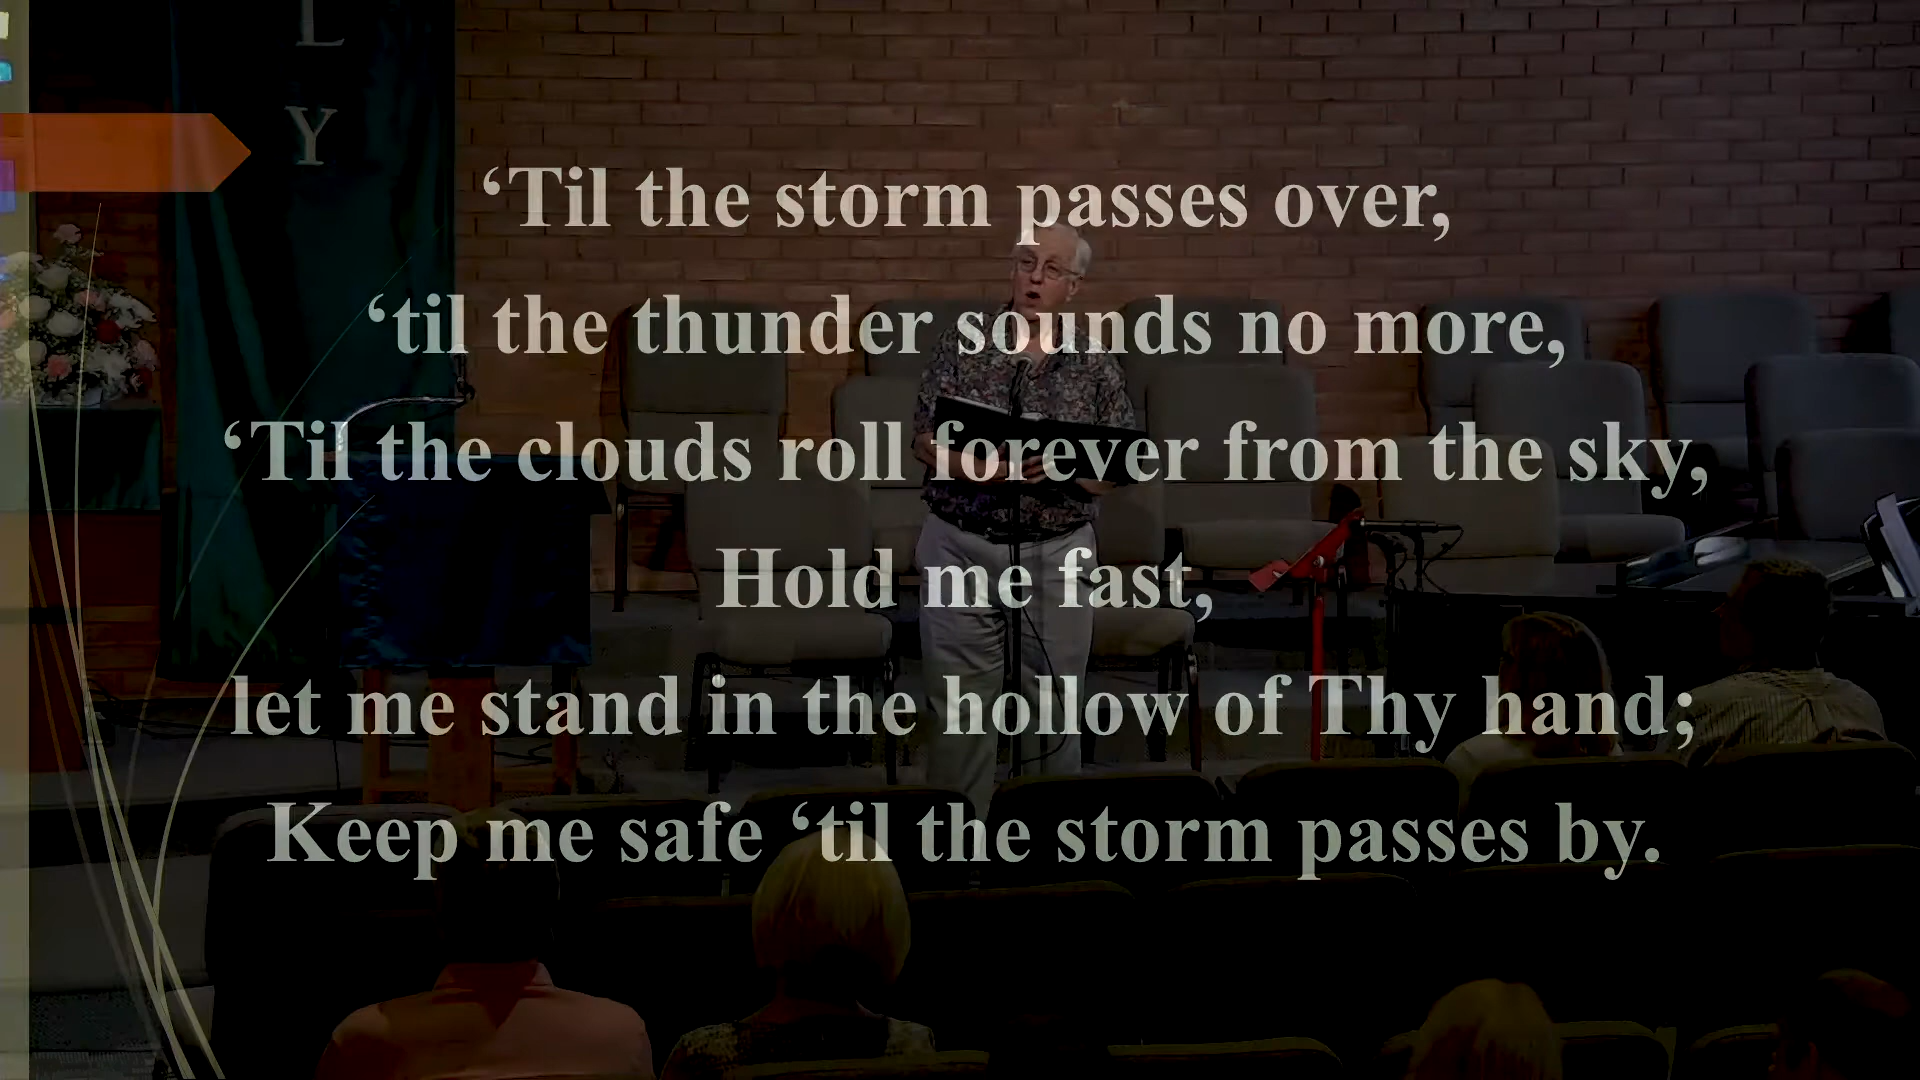 L
Y
‘Til the storm passes over,
‘til the thunder sounds no more,
‘Til the clouds roll forever from the sky,
Hold me fast,
let me stand in the hollow of Thy hand;
Keep me safe ‘til the storm passes by.